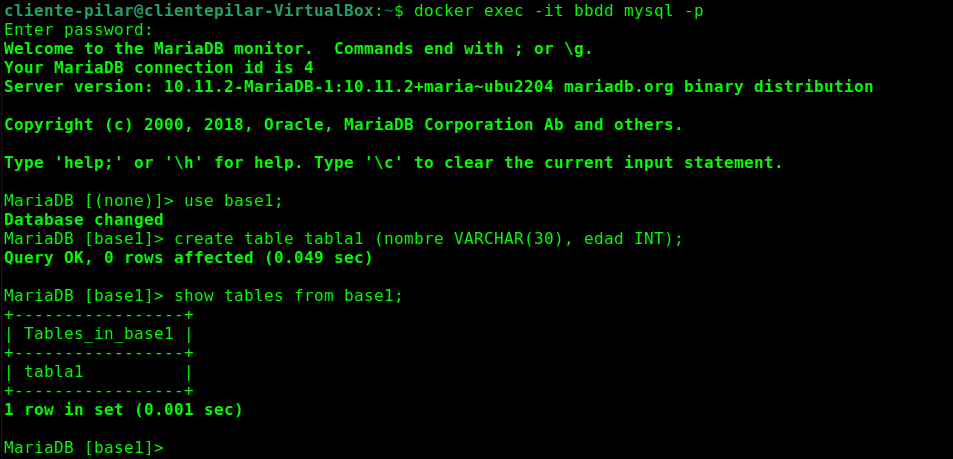 cliente-pilar@clientepilar-VirtualBox:~$ docker exec -it bbdd mysql -p
Enter password:
Welcome to the MariaDB monitor.  Commands end with ; or \g.
Your MariaDB connection id is 4
Server version: 10.11.2-MariaDB-1:10.11.2+maria~ubu2204 mariadb.org binary distribution

Copyright (c) 2000, 2018, Oracle, MariaDB Corporation Ab and others.

Type 'help;' or '\h' for help. Type '\c' to clear the current input statement.

MariaDB [(none)]> use base1;
Database changed
MariaDB [base1]> create table tabla1 (nombre VARCHAR(30), edad INT);
Query OK, 0 rows affected (0.049 sec)

MariaDB [base1]> show tables from base1;
+-----------------+
| Tables_in_base1 |
+-----------------+
| tabla1          |
+-----------------+
1 row in set (0.001 sec)

MariaDB [base1]>